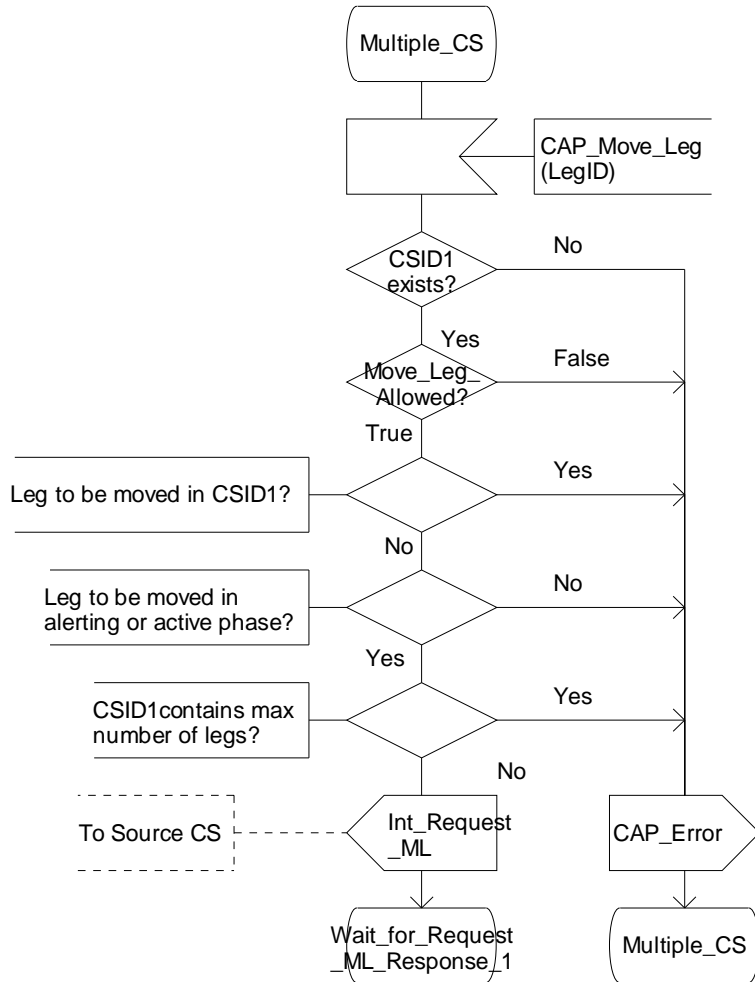 Multiple_CS
CAP_Move_Leg
(LegID)
CSID1
exists?
No
Yes
Move_Leg_
Allowed?
False
True
Leg to be moved in CSID1?
Yes
No
Leg to be moved in
alerting or active phase?
No
Yes
CSID1contains max
number of legs?
Yes
No
To Source CS
Int_Request
_ML
CAP_Error
Wait_for_Request
_ML_Response_1
Multiple_CS